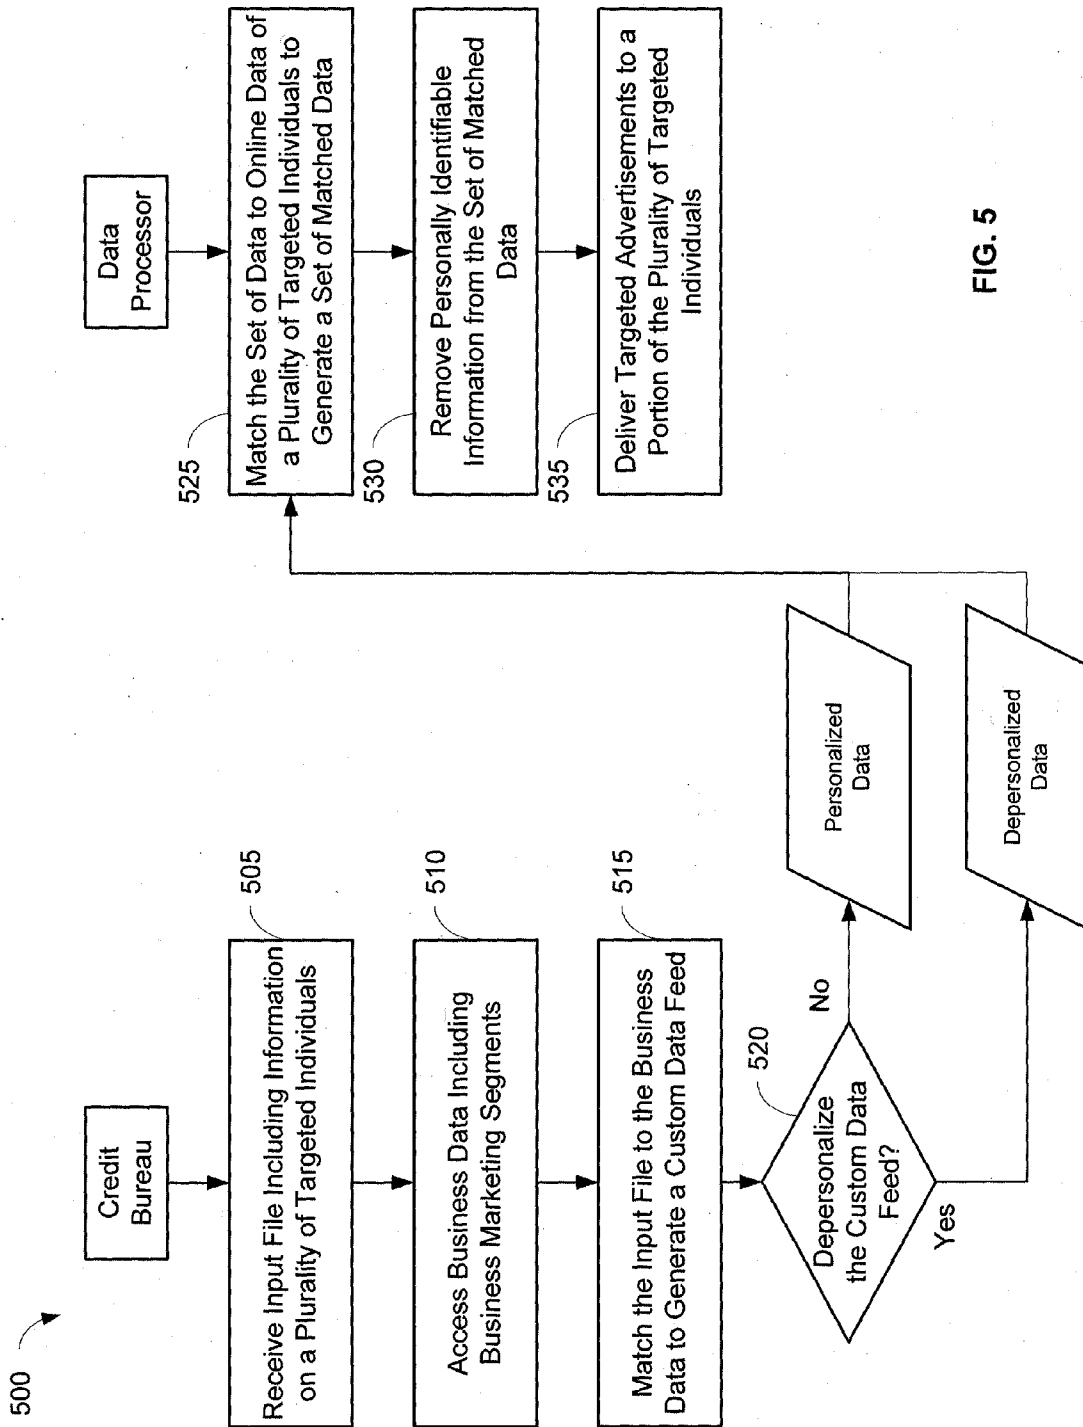 500
Credit
Bureau
505
Receive Input File Including Information
on a Plurality of Targeted Individuals
510
Access Business Data Including
Business Marketing Segments
515
Match the Input File to the Business
Data to Generate a Custom Data Feed
520
Depersonalize
the Custom Data
Feed?
No
Yes
Personalized
Data
Depersonalized
Data
Data
Processor
525
Match the Set of Data to Online Data of
a Plurality of Targeted Individuals to
Generate a Set of Matched Data
530
Remove Personally Identifiable
Information from the Set of Matched
Data
535
Deliver Targeted Advertisements to a
Portion of the Plurality of Targeted
Individuals
FIG. 5